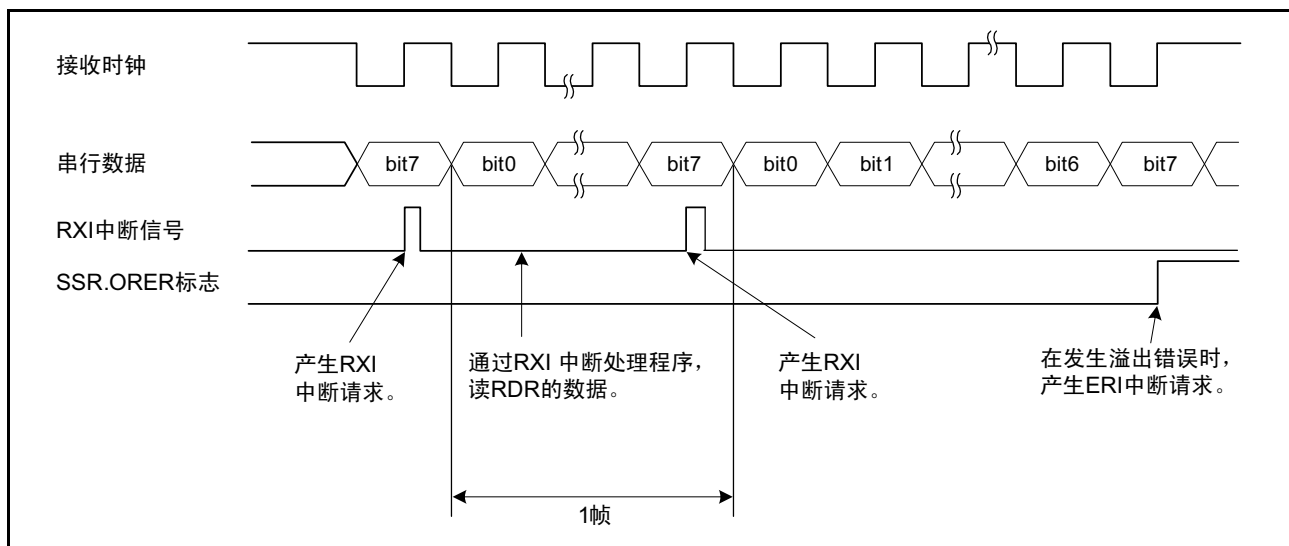 接收时钟
串行数据
bit7
bit0
bit7
bit0
bit1
bit6
bit7
RXI中断信号
SSR.ORER标志
产生RXI
中断请求。
通过RXI 中断处理程序，
读RDR的数据。
产生RXI
中断请求。
在发生溢出错误时，
产生ERI中断请求。
1帧